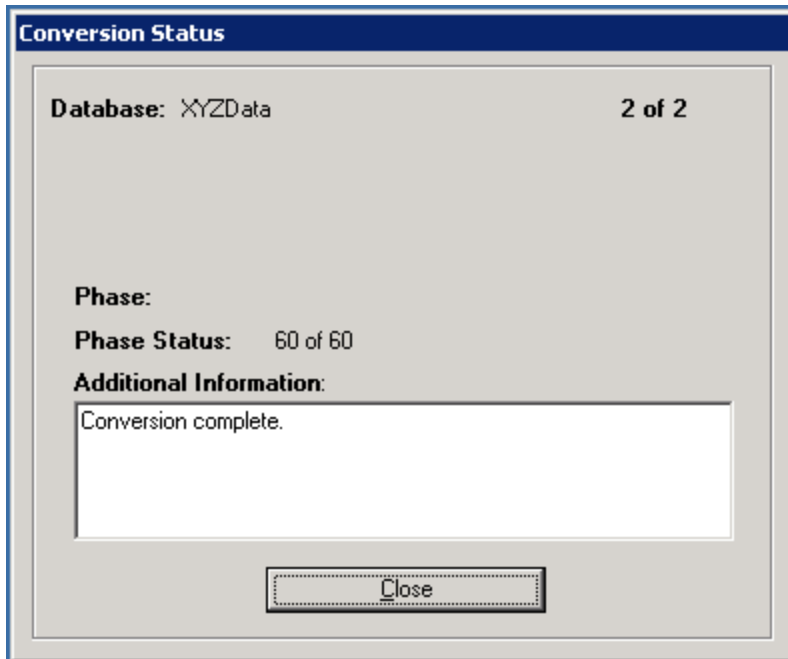 Conversion Status
Database: XYZData 2 of 2
Phase:
Phase Status: 60 of 60
Additional Information:
Conversion complete.
Close